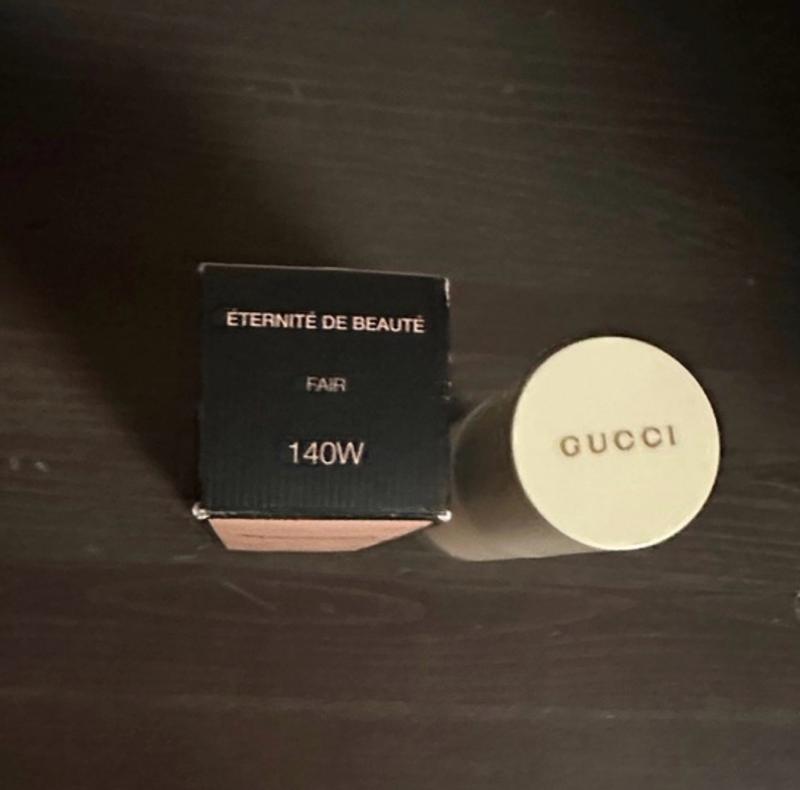 ÉTERNITÉ DE BEAUTÉ
FAIR
140W
GUCCI